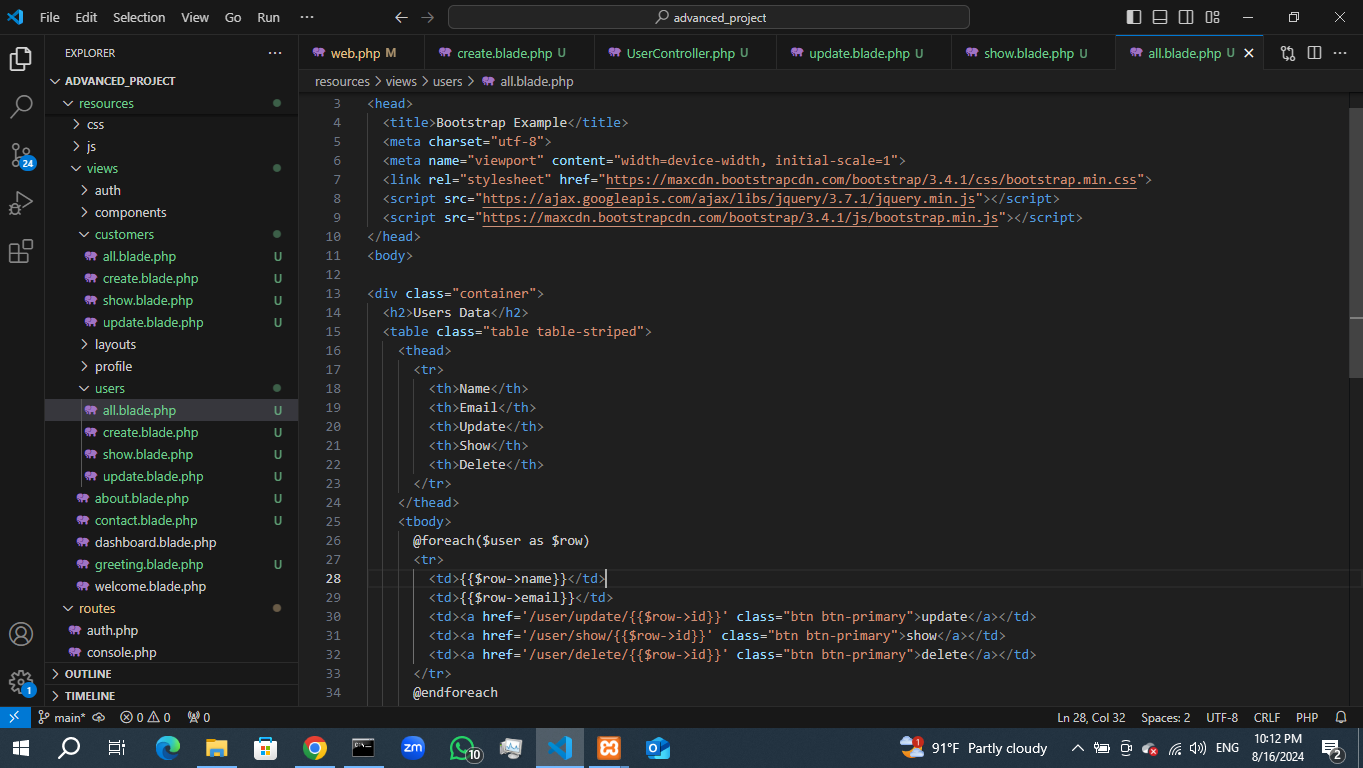 File Edit Selection View Go Run ···
advanced_project
EXPLORER ···
ADVANCED_PROJECT
resources
css
js
views
auth
components
customers
all.blade.php U
create.blade.php U
show.blade.php U
update.blade.php U
layouts
profile
users
all.blade.php U
create.blade.php U
show.blade.php U
update.blade.php U
about.blade.php U
contact.blade.php U
dashboard.blade.php
greeting.blade.php U
welcome.blade.php
routes
auth.php
console.php
OUTLINE
TIMELINE
24
1
web.php M create.blade.php U UserController.php U update.blade.php U show.blade.php U all.blade.php U ···
resources > views > users > all.blade.php
3 <head>
4 <title>Bootstrap Example</title>
5 <meta charset="utf-8">
6 <meta name="viewport" content="width=device-width, initial-scale=1">
7 <link rel="stylesheet" href="https://maxcdn.bootstrapcdn.com/bootstrap/3.4.1/css/bootstrap.min.css">
8 <script src="https://ajax.googleapis.com/ajax/libs/jquery/3.7.1/jquery.min.js"></script>
9 <script src="https://maxcdn.bootstrapcdn.com/bootstrap/3.4.1/js/bootstrap.min.js"></script>
10 </head>
11 <body>
12
13 <div class="container">
14 <h2>Users Data</h2>
15 <table class="table table-striped">
16 <thead>
17 <tr>
18 <th>Name</th>
19 <th>Email</th>
20 <th>Update</th>
21 <th>Show</th>
22 <th>Delete</th>
23 </tr>
24 </thead>
25 <tbody>
26 @foreach($user as $row)
27 <tr>
28 <td>{{$row->name}}</td>
29 <td>{{$row->email}}</td>
30 <td><a href='/user/update/{{$row->id}}' class="btn btn-primary">update</a></td>
31 <td><a href='/user/show/{{$row->id}}' class="btn btn-primary">show</a></td>
32 <td><a href='/user/delete/{{$row->id}}' class="btn btn-primary">delete</a></td>
33 </tr>
34 @endforeach
main* 0 0 0 Ln 28, Col 32 Spaces: 2 UTF-8 CRLF PHP
zm 10 1 91°F Partly cloudy ENG 10:12 PM 2
8/16/2024